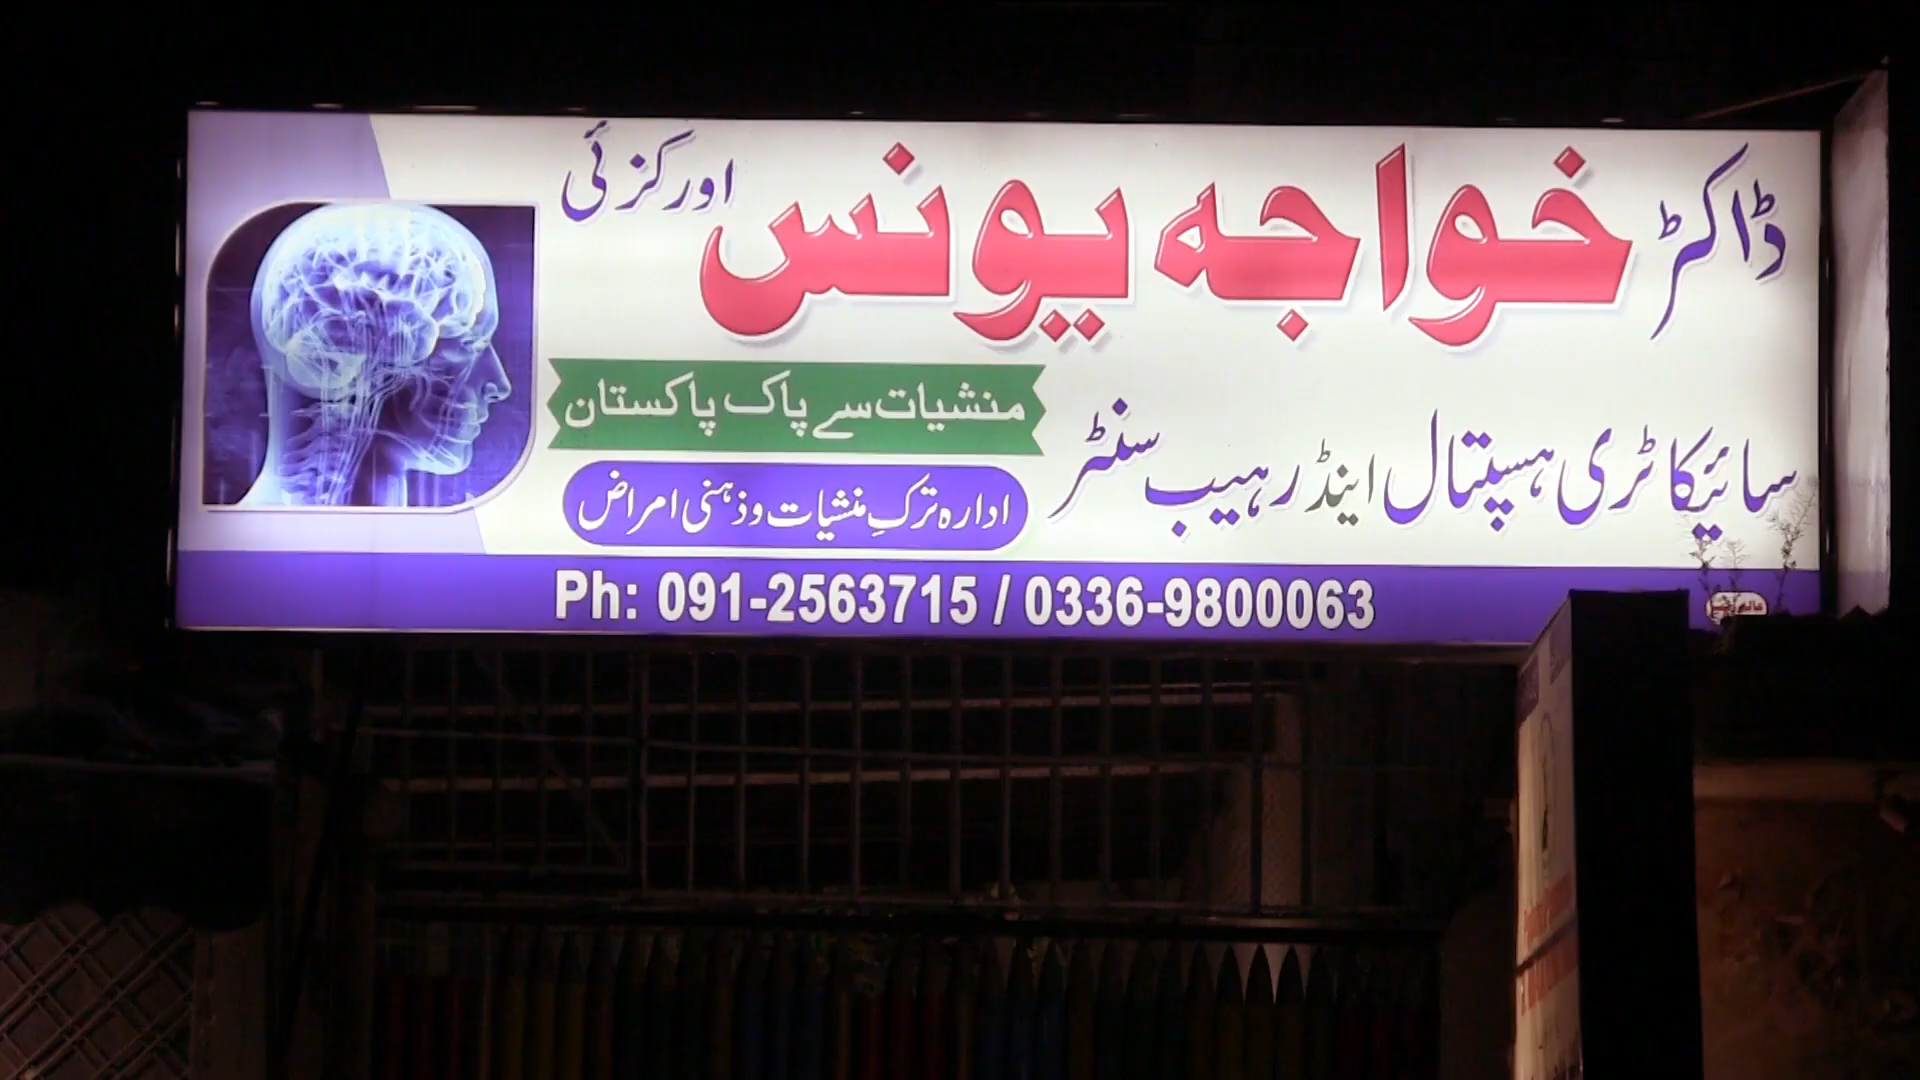 ڈاکٹر خواجہ یونس اورکزئی
سائیکاٹری ہسپتال اینڈ رہیب سنٹر
منشیات سے پاک پاکستان
ادارہ ترکِ منشیات و ذہنی امراض
Ph: 091-2563715 / 0336-9800063